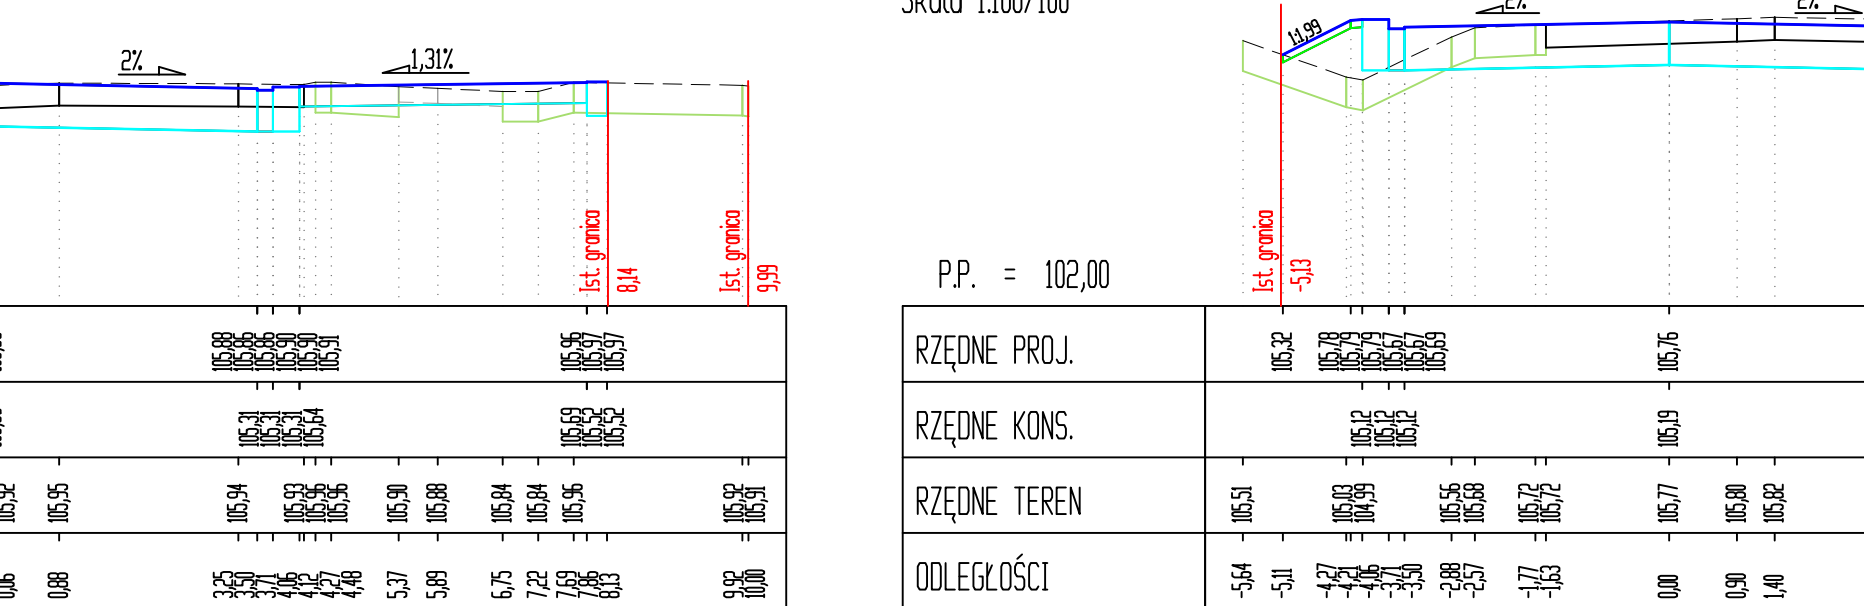 Skala 1:100/100
2%
1,31%
1:1,99
2%
2%
Ist. granica
8,14
Ist. granica
9,99
P.P. = 102,00
Ist. granica
-5,13
105,88 105,86 105,86 105,90 105,90 105,91 105,96 105,97 105,97
RZĘDNE PROJ. 105,32 105,78 105,79 105,79 105,67 105,67 105,69 105,76
105,31 105,31 105,31 105,64 105,69 105,52 105,52
RZĘDNE KONS. 105,12 105,12 105,12 105,19
105,92 105,95 105,94 105,93 105,95 105,96 105,96 105,90 105,88 105,84 105,84 105,96 105,92 105,91
RZĘDNE TEREN 105,51 105,03 104,99 105,56 105,68 105,72 105,72 105,77 105,80 105,82
0,06 0,88 3,25 3,50 3,71 4,06 4,12 4,27 4,48 5,37 5,89 6,75 7,22 7,69 7,86 8,13 9,92 10,00
ODLEGŁOŚCI -5,64 -5,11 -4,27 -4,21 -4,06 -3,71 -3,50 -2,88 -2,57 -1,77 -1,63 0,00 0,90 1,40